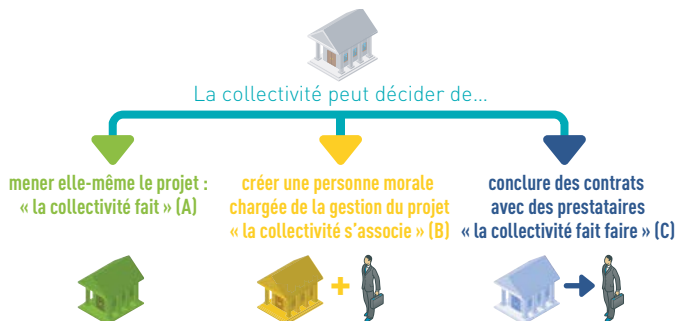 La collectivité peut décider de...
mener elle-même le projet :
« la collectivité fait » (A)
créer une personne morale
chargée de la gestion du projet
« la collectivité s'associe » (B)
conclure des contrats
avec des prestataires
« la collectivité fait faire » (C)
+